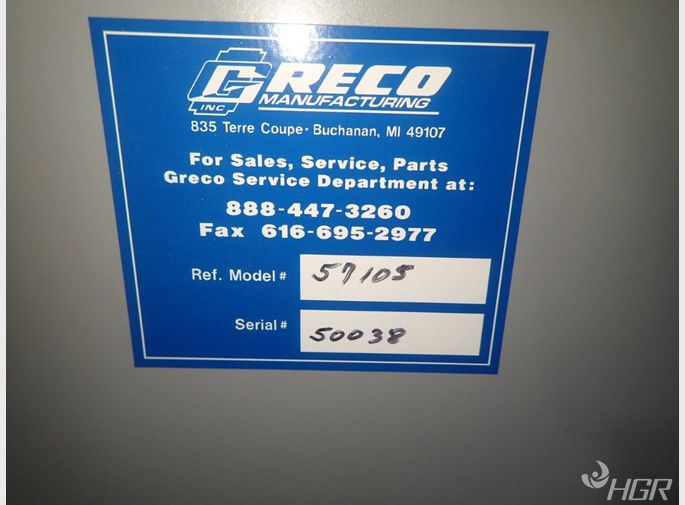 GRECO
INC MANUFACTURING
835 Terre Coupe · Buchanan, MI 49107
For Sales, Service, Parts
Greco Service Department at:
888-447-3260
Fax 616-695-2977
Ref. Model # 57105
Serial # 50038
HGR